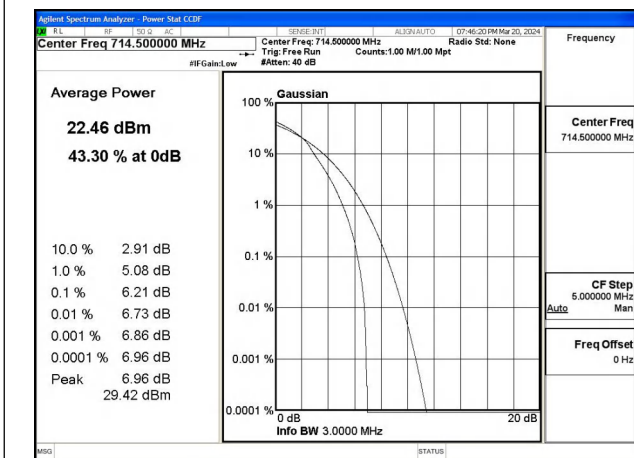 Agilent Spectrum Analyzer - Power Stat CCDF
RL RF 50 Ω AC SENSE:INT ALIGN AUTO 07:46:20 PM Mar 20, 2024
Center Freq 714.500000 MHz
Center Freq: 714.500000 MHz Radio Std: None
Trig: Free Run Counts:1.00 M/1.00 Mpt
#IFGain:Low #Atten: 40 dB
Frequency
Average Power
22.46 dBm
43.30 % at 0dB
10.0 % 2.91 dB
1.0 % 5.08 dB
0.1 % 6.21 dB
0.01 % 6.73 dB
0.001 % 6.86 dB
0.0001 % 6.96 dB
Peak 6.96 dB
29.42 dBm
Gaussian
100 %
10 %
1 %
0.1 %
0.01 %
0.001 %
0.0001 %
0 dB 20 dB
Info BW 3.0000 MHz
Center Freq
714.500000 MHz
CF Step
5.000000 MHz
Auto Man
Freq Offset
0 Hz
MSG STATUS